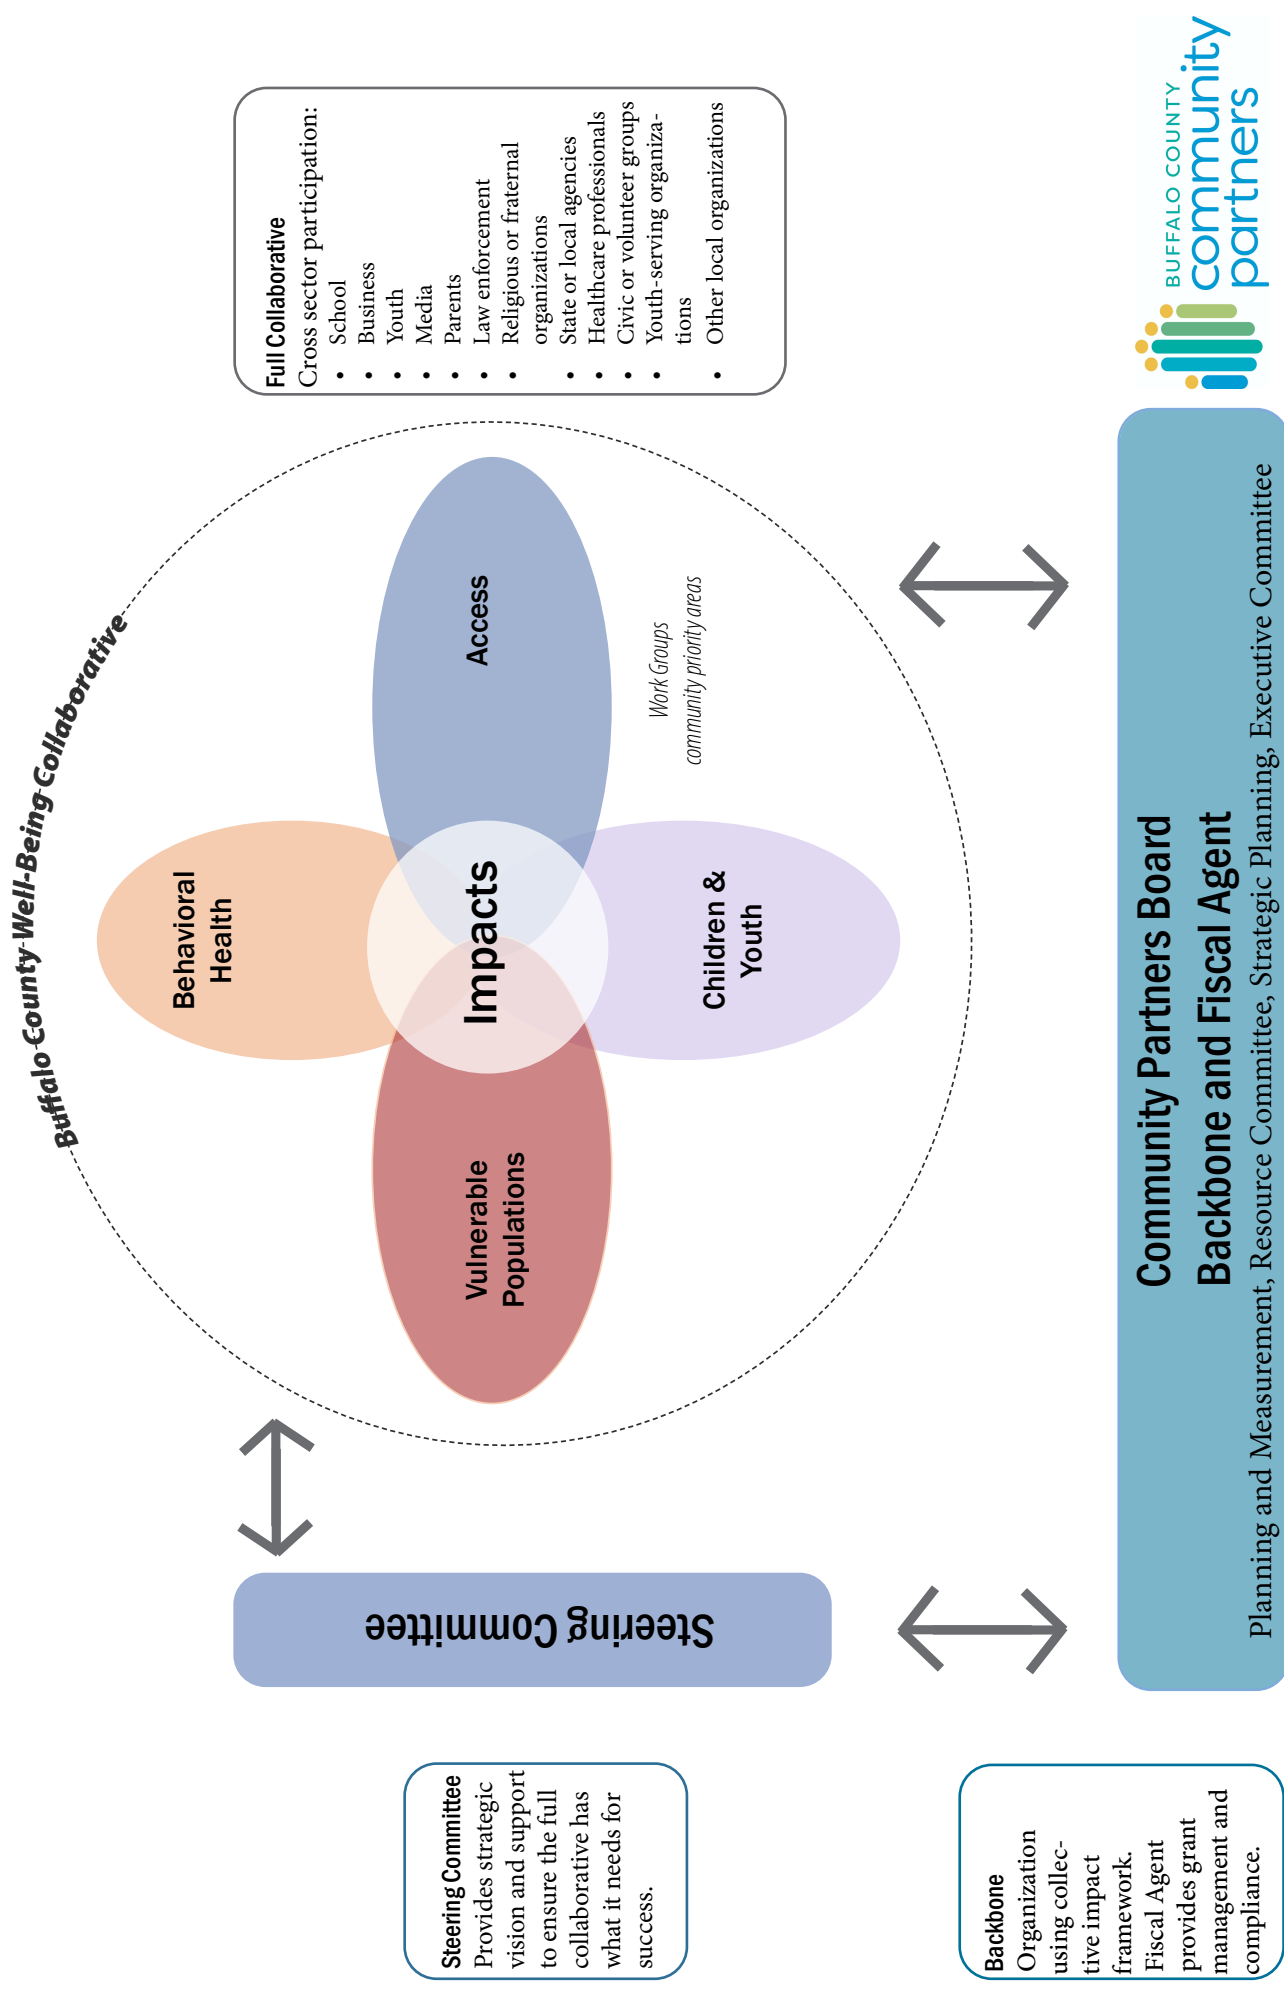 Buffalo County Well-Being Collaborative
Behavioral
Health
Vulnerable
Populations
Impacts
Access
Children &
Youth
Work Groups
community priority areas
Full Collaborative
Cross sector participation:
• School
• Business
• Youth
• Media
• Parents
• Law enforcement
• Religious or fraternal
organizations
• State or local agencies
• Healthcare professionals
• Civic or volunteer groups
• Youth-serving organiza-
tions
• Other local organizations
Steering Committee
Steering Committee
Provides strategic
vision and support
to ensure the full
collaborative has
what it needs for
success.
Backbone
Organization
using collec-
tive impact
framework.
Fiscal Agent
provides grant
management and
compliance.
Community Partners Board
Backbone and Fiscal Agent
Planning and Measurement, Resource Committee, Strategic Planning, Executive Committee
BUFFALO COUNTY
community
partners